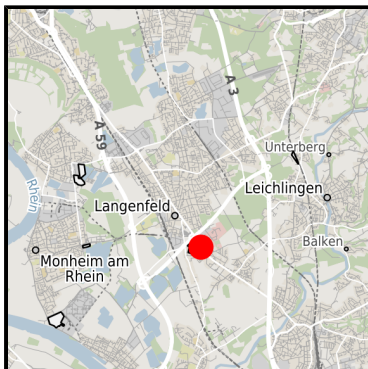 A 3
A 59
Unterberg
Rhein
Leichlingen
Langenfeld
Balken
Monheim am
Rhein